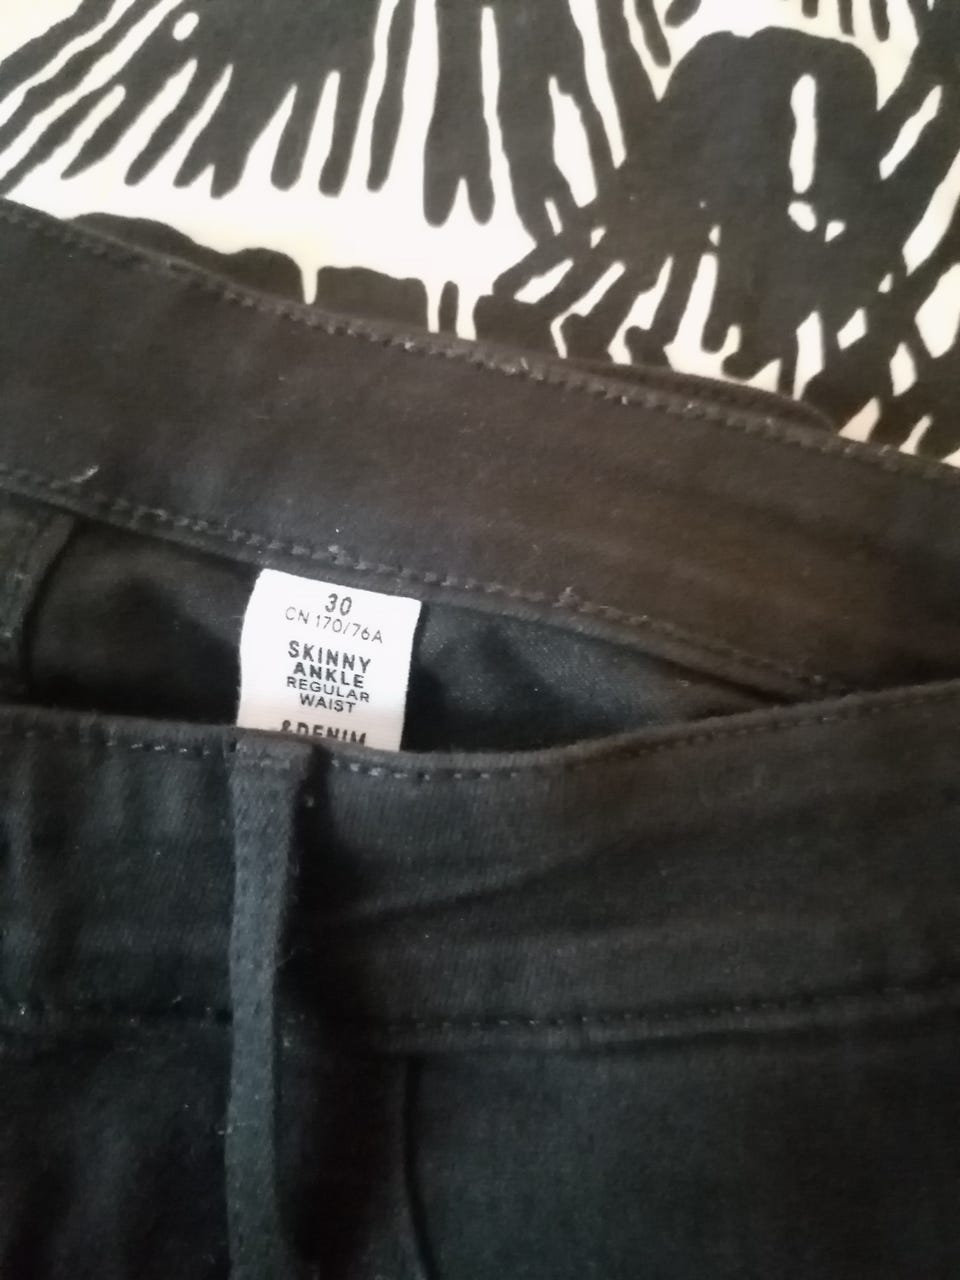 30
CN 170/76A
SKINNY
ANKLE
REGULAR
WAIST
&DENIM